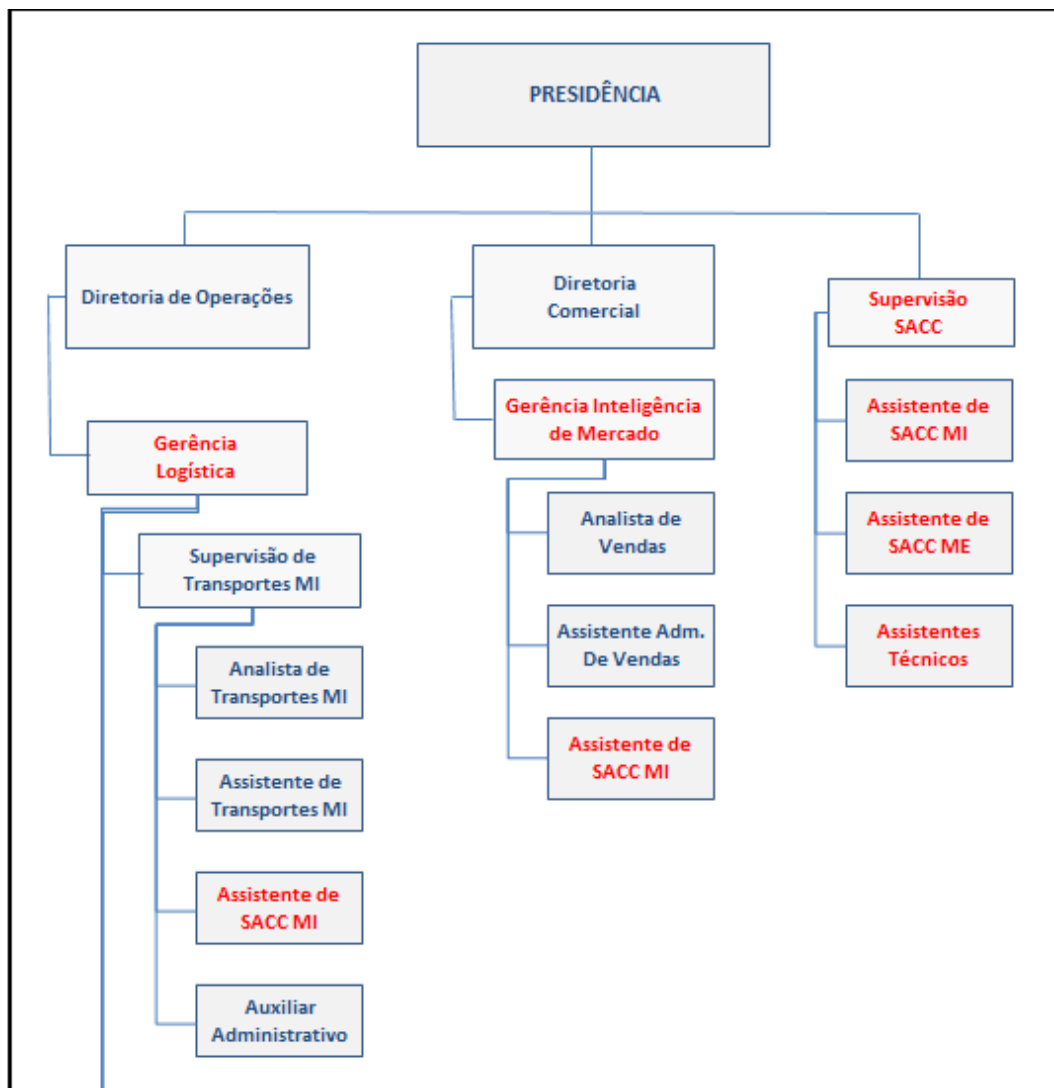 PRESIDÊNCIA
Diretoria de Operações
Diretoria
Comercial
Supervisão
SACC
Gerência
Logística
Gerência Inteligência
de Mercado
Assistente de
SACC MI
Supervisão de
Transportes MI
Analista de
Vendas
Assistente de
SACC ME
Analista de
Transportes MI
Assistente Adm.
De Vendas
Assistentes
Técnicos
Assistente de
Transportes MI
Assistente de
SACC MI
Assistente de
SACC MI
Auxiliar
Administrativo